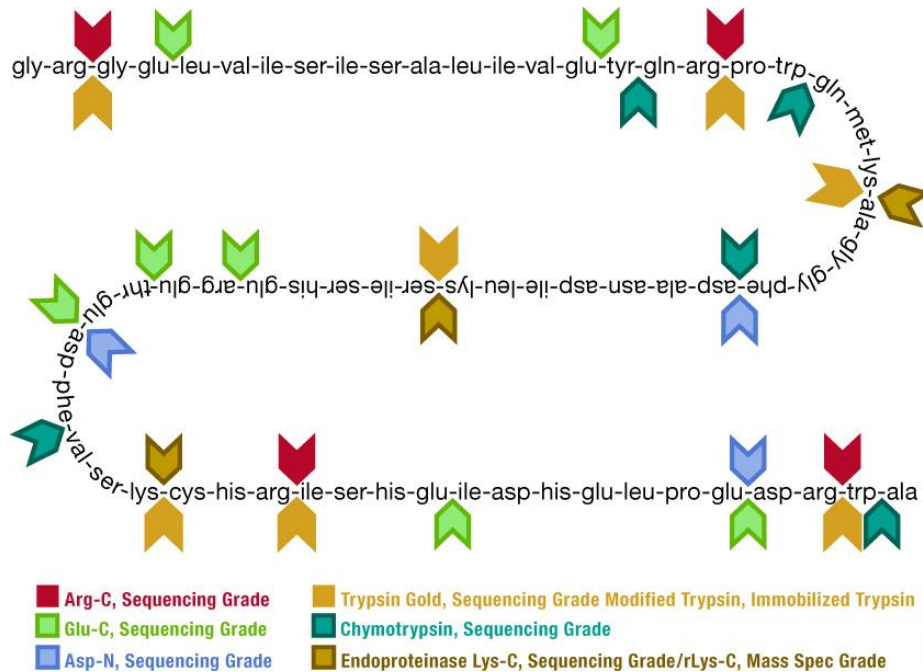 gly-arg-gly-glu-leu-val-ile-ser-ile-ser-ala-leu-ile-val-glu-tyr-gln-arg-pro-trp-gln-met-lys-ala-gly-gly-
phe-asp-ala-asn-asp-ile-leu-lys-ser-ile-ser-his-glu-arg-glu-thr-glu-asp-phe-val-ser-
lys-cys-his-arg-ile-ser-his-glu-ile-asp-his-glu-leu-pro-glu-asp-arg-trp-ala
Arg-C, Sequencing Grade
Trypsin Gold, Sequencing Grade Modified Trypsin, Immobilized Trypsin
Glu-C, Sequencing Grade
Chymotrypsin, Sequencing Grade
Asp-N, Sequencing Grade
Endoproteinase Lys-C, Sequencing Grade/rLys-C, Mass Spec Grade